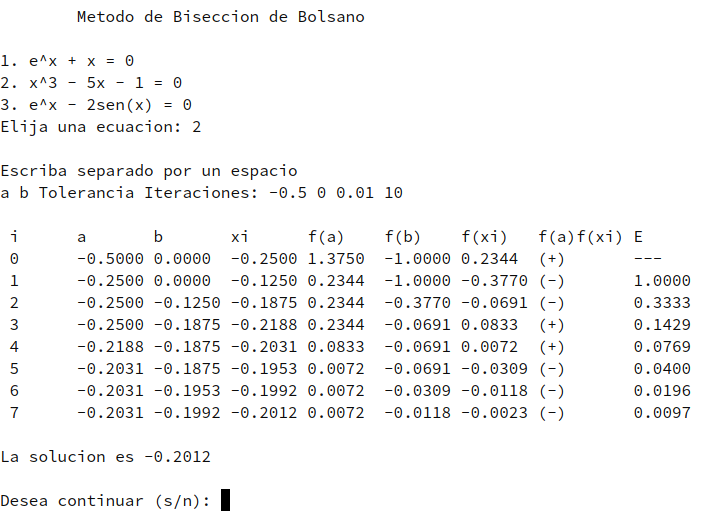 Metodo de Biseccion de Bolsano
1. e^x + x = 0
2. x^3 - 5x - 1 = 0
3. e^x - 2sen(x) = 0
Elija una ecuacion: 2
Escriba separado por un espacio
a b Tolerancia Iteraciones: -0.5 0 0.01 10
i a b xi f(a) f(b) f(xi) f(a)f(xi) E
0 -0.5000 0.0000 -0.2500 1.3750 -1.0000 0.2344 (+) ---
1 -0.2500 0.0000 -0.1250 0.2344 -1.0000 -0.3770 (-) 1.0000
2 -0.2500 -0.1250 -0.1875 0.2344 -0.3770 -0.0691 (-) 0.3333
3 -0.2500 -0.1875 -0.2188 0.2344 -0.0691 0.0833 (+) 0.1429
4 -0.2188 -0.1875 -0.2031 0.0833 -0.0691 0.0072 (+) 0.0769
5 -0.2031 -0.1875 -0.1953 0.0072 -0.0691 -0.0309 (-) 0.0400
6 -0.2031 -0.1953 -0.1992 0.0072 -0.0309 -0.0118 (-) 0.0196
7 -0.2031 -0.1992 -0.2012 0.0072 -0.0118 -0.0023 (-) 0.0097
La solucion es -0.2012
Desea continuar (s/n):